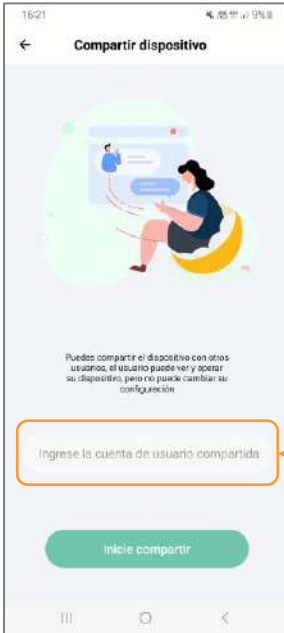 16:21
9%
Compartir dispositivo
Puedes compartir el dispositivo con otros
usuarios, el usuario puede ver y operar
su dispositivo, pero no puede cambiar su
configuración
Ingrese la cuenta de usuario compartida
Inicie compartir